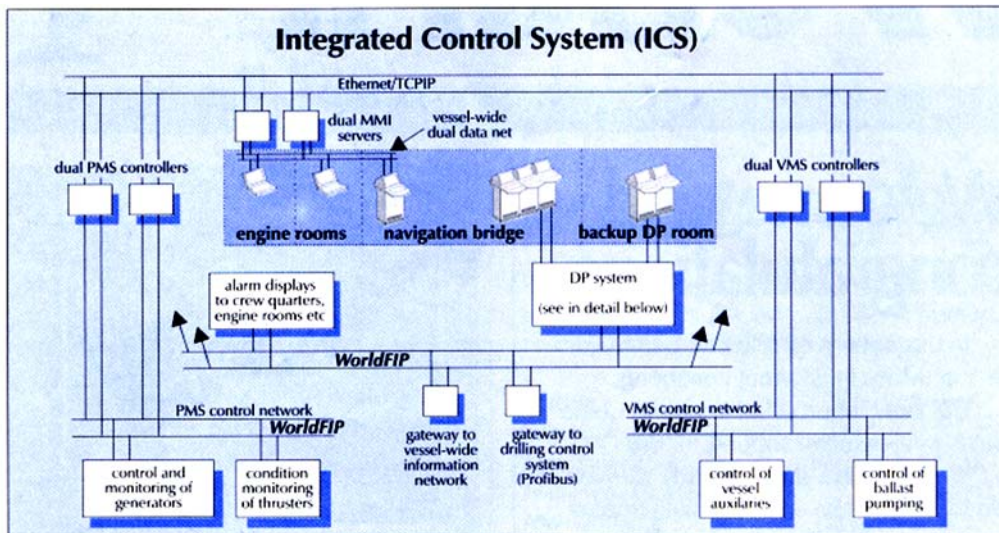 Integrated Control System (ICS)
Ethernet/TCPIP
dual MMI
servers
vessel-wide
dual data net
dual PMS controllers
dual VMS controllers
engine rooms
navigation bridge
backup DP room
alarm displays
to crew quarters,
engine rooms etc
DP system
(see in detail below)
WorldFIP
PMS control network
WorldFIP
VMS control network
WorldFIP
gateway to
vessel-wide
information
network
gateway to
drilling control
system
(Profibus)
control and
monitoring of
generators
condition
monitoring
of thrusters
control of
vessel
auxilaries
control of
ballast
pumping